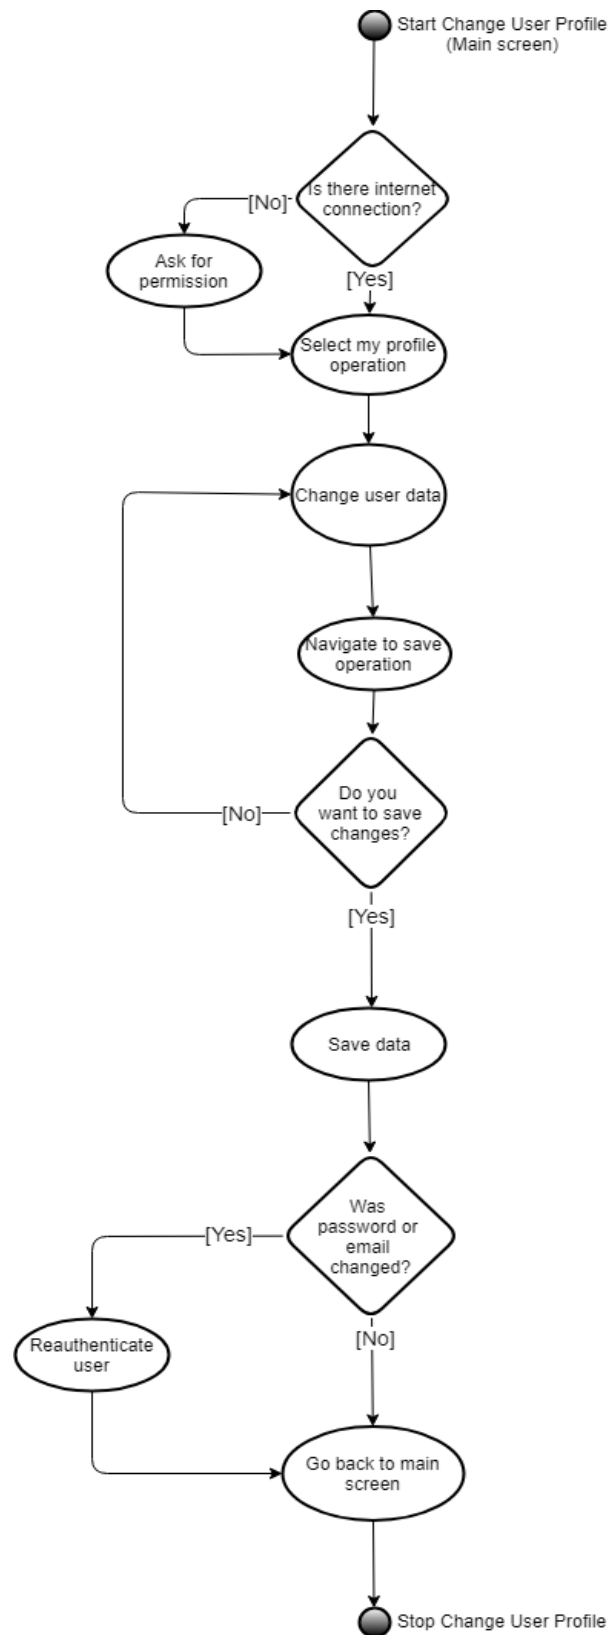 Start Change User Profile
(Main screen)
Is there internet
connection?
[No]
Ask for
permission
[Yes]
Select my profile
operation
Change user data
Navigate to save
operation
Do you
want to save
changes?
[No]
[Yes]
Save data
Was
password or
email
changed?
[Yes]
[No]
Reauthenticate
user
Go back to main
screen
Stop Change User Profile